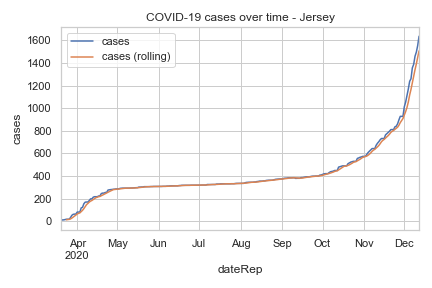 COVID-19 cases over time - Jersey
cases
cases (rolling)
1600
1400
1200
1000
800
600
400
200
0
cases
Apr May Jun Jul Aug Sep Oct Nov Dec
2020
dateRep